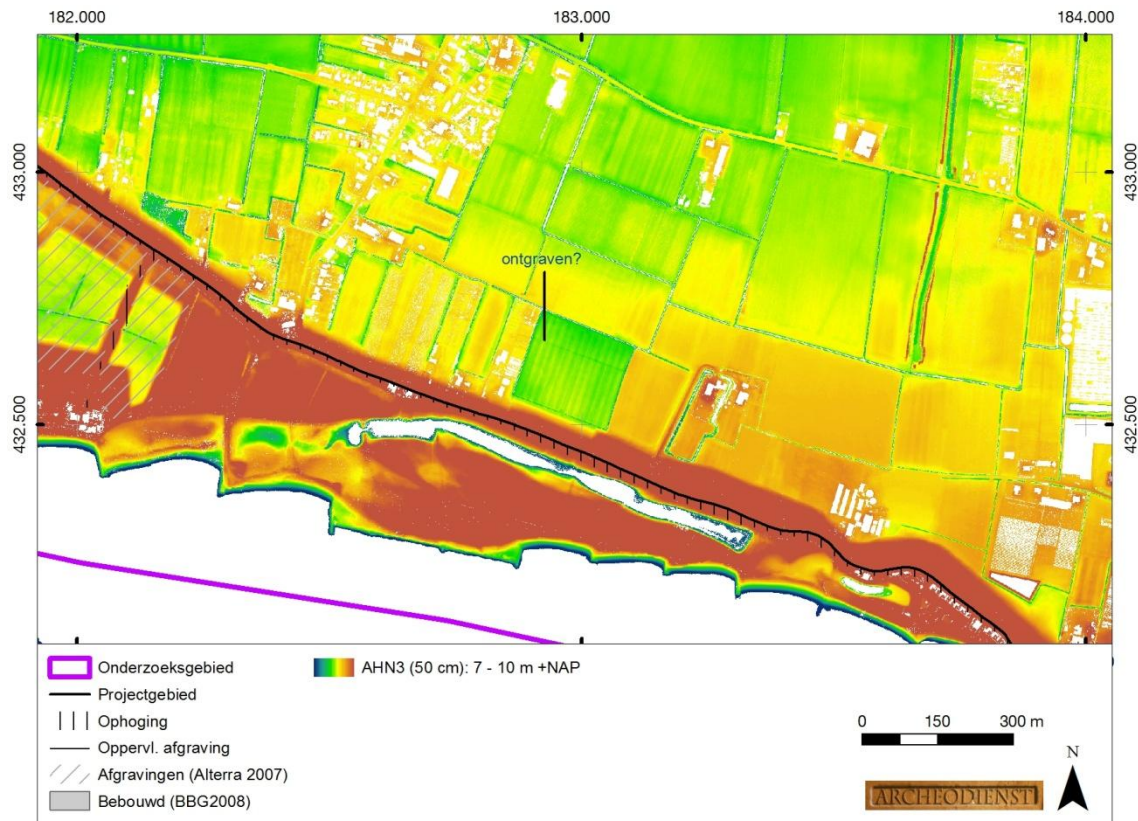 182.000
183.000
184.000
433.000
433.000
ontgraven?
432.500
432.500
Onderzoeksgebied
AHN3 (50 cm): 7 - 10 m +NAP
Projectgebied
Ophoging
Oppervl. afgraving
Afgravingen (Alterra 2007)
Bebouwd (BBG2008)
0 150 300 m
N
ARCHEODIENST